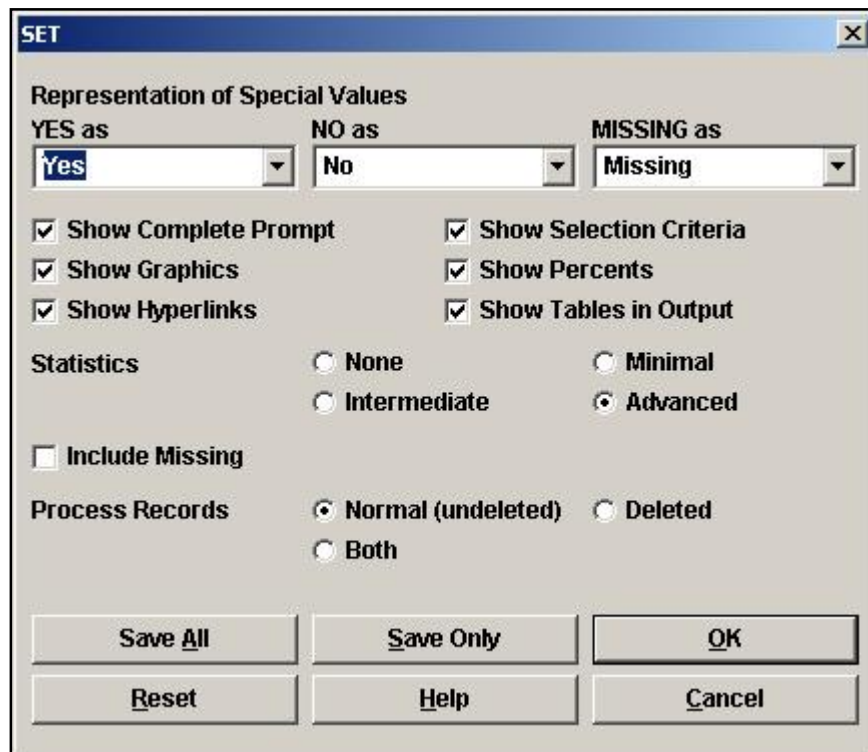 SET
Representation of Special Values
YES as NO as MISSING as
Yes No Missing
Show Complete Prompt Show Selection Criteria
Show Graphics Show Percents
Show Hyperlinks Show Tables in Output
Statistics None Minimal
Intermediate Advanced
Include Missing
Process Records Normal (undeleted) Deleted
Both
Save All Save Only OK
Reset Help Cancel